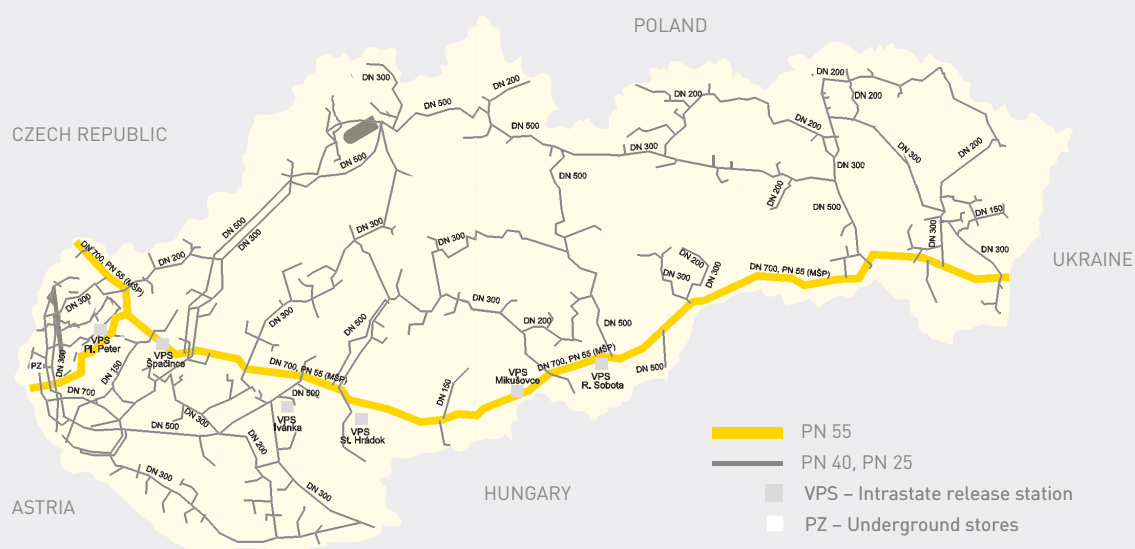 POLAND
DN 300
DN 200
DN 200
DN 500
DN 200
DN 200
CZECH REPUBLIC
DN 500
DN 200
DN 300
DN 200
DN 300
DN 500
DN 300
DN 500
DN 200
DN 500
DN 150
DN 500
DN 300
DN 300
DN 300
DN 300
DN 300
DN 700, PN 55 (MŠP)
DN 200
DN 200
DN 300
DN 300
DN 700, PN 55 (MŠP)
UKRAINE
DN 300
DN 300
DN 300
DN 500
DN 200
DN 500
VPS
Pl. Peter
VPS
Špačince
PZ
DN 300
DN 150
DN 700, PN 55 (MŠP)
DN 700, PN 55 (MŠP)
DN 500
DN 700
DN 500
DN 150
VPS
Mikušovce
VPS
R. Sobota
DN 300
VPS
Ivánka
VPS
St. Hrádok
DN 500
DN 200
PN 55
DN 300
DN 300
PN 40, PN 25
ASTRIA
HUNGARY
VPS – Intrastate release station
PZ – Underground stores